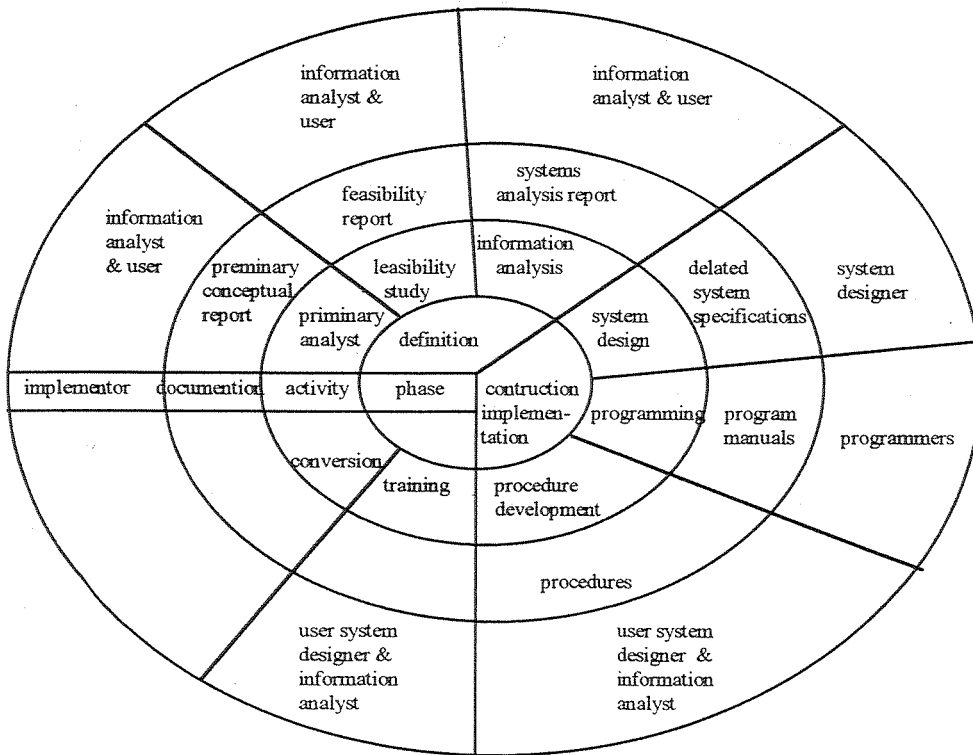 information
analyst &
user
information
analyst & user
systems
analysis report
feasibility
report
information
analyst
& user
information
analysis
leasibility
study
preminary
conceptual
report
delated
system
specifications
system
designer
priminary
analyst
system
design
definition
implementor
documention
activity
phase
contruction
implemen-
tation
programming
program
manuals
programmers
conversion
training
procedure
development
procedures
user system
designer &
information
analyst
user system
designer &
information
analyst